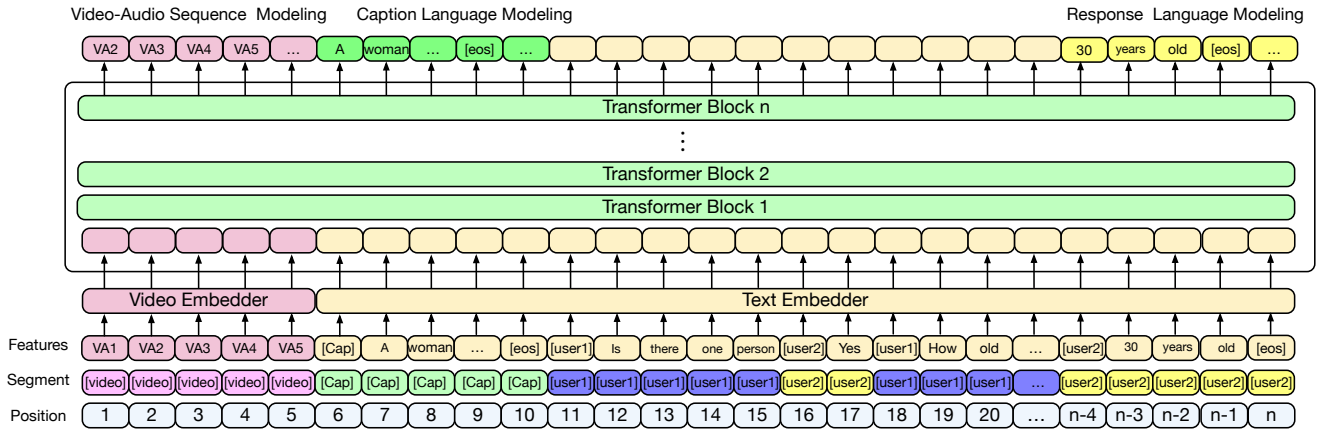 Video-Audio Sequence Modeling Caption Language Modeling Response Language Modeling
VA2 VA3 VA4 VA5 ... A woman ... [eos] ... 30 years old [eos] ...
Transformer Block n
⋮
Transformer Block 2
Transformer Block 1
Video Embedder Text Embedder
Features VA1 VA2 VA3 VA4 VA5 [Cap] A woman ... [eos] [user1] Is there one person [user2] Yes [user1] How old ... [user2] 30 years old [eos]
Segment [video] [video] [video] [video] [video] [Cap] [Cap] [Cap] [Cap] [Cap] [user1] [user1] [user1] [user1] [user1] [user2] [user2] [user1] [user1] [user1] ... [user2] [user2] [user2] [user2] [user2]
Position 1 2 3 4 5 6 7 8 9 10 11 12 13 14 15 16 17 18 19 20 ... n-4 n-3 n-2 n-1 n